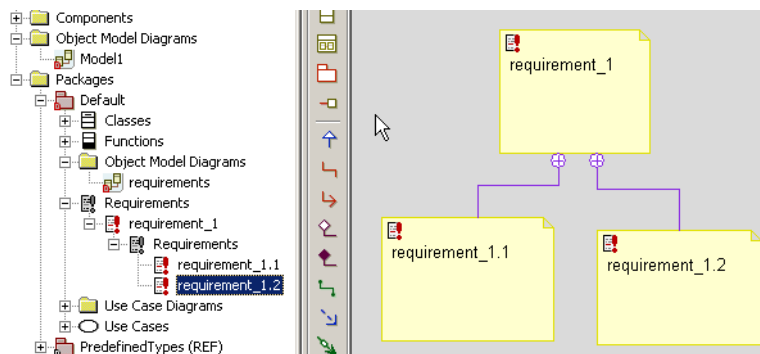 Components
Object Model Diagrams
Model1
Packages
Default
Classes
Functions
Object Model Diagrams
requirements
Requirements
requirement_1
Requirements
requirement_1.1
requirement_1.2
Use Case Diagrams
Use Cases
PredefinedTypes (REF)
requirement_1
requirement_1.1
requirement_1.2